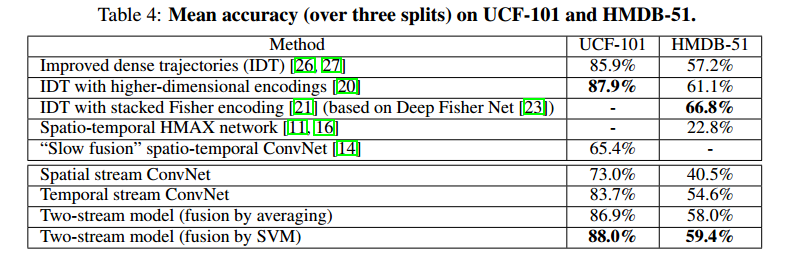 Table 4: Mean accuracy (over three splits) on UCF-101 and HMDB-51.
Method UCF-101 HMDB-51
Improved dense trajectories (IDT) [26, 27] 85.9% 57.2%
IDT with higher-dimensional encodings [20] 87.9% 61.1%
IDT with stacked Fisher encoding [21] (based on Deep Fisher Net [23]) - 66.8%
Spatio-temporal HMAX network [11, 16] - 22.8%
“Slow fusion” spatio-temporal ConvNet [14] 65.4% -
Spatial stream ConvNet 73.0% 40.5%
Temporal stream ConvNet 83.7% 54.6%
Two-stream model (fusion by averaging) 86.9% 58.0%
Two-stream model (fusion by SVM) 88.0% 59.4%